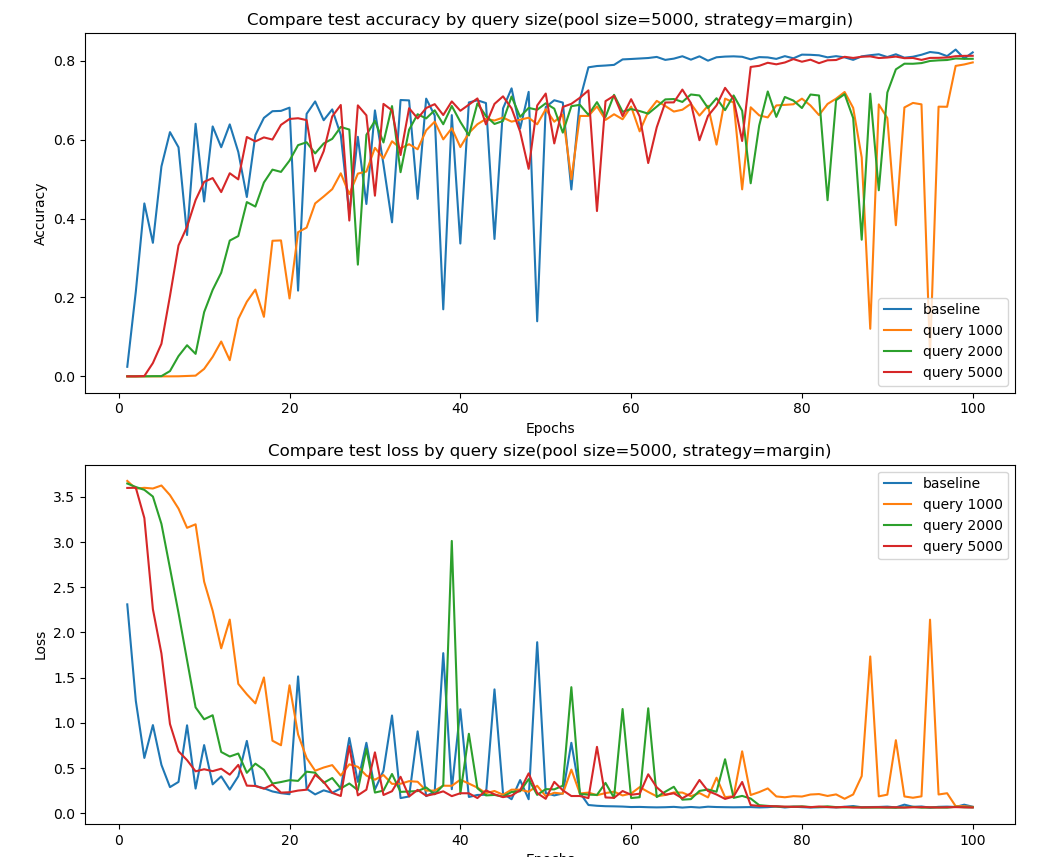 Compare test accuracy by query size(pool size=5000, strategy=margin)
Accuracy
0.8
0.6
0.4
0.2
0.0
baseline
query 1000
query 2000
query 5000
0 20 40 60 80 100
Epochs
Compare test loss by query size(pool size=5000, strategy=margin)
Loss
3.5
3.0
2.5
2.0
1.5
1.0
0.5
0.0
baseline
query 1000
query 2000
query 5000
0 20 40 60 80 100
Epochs